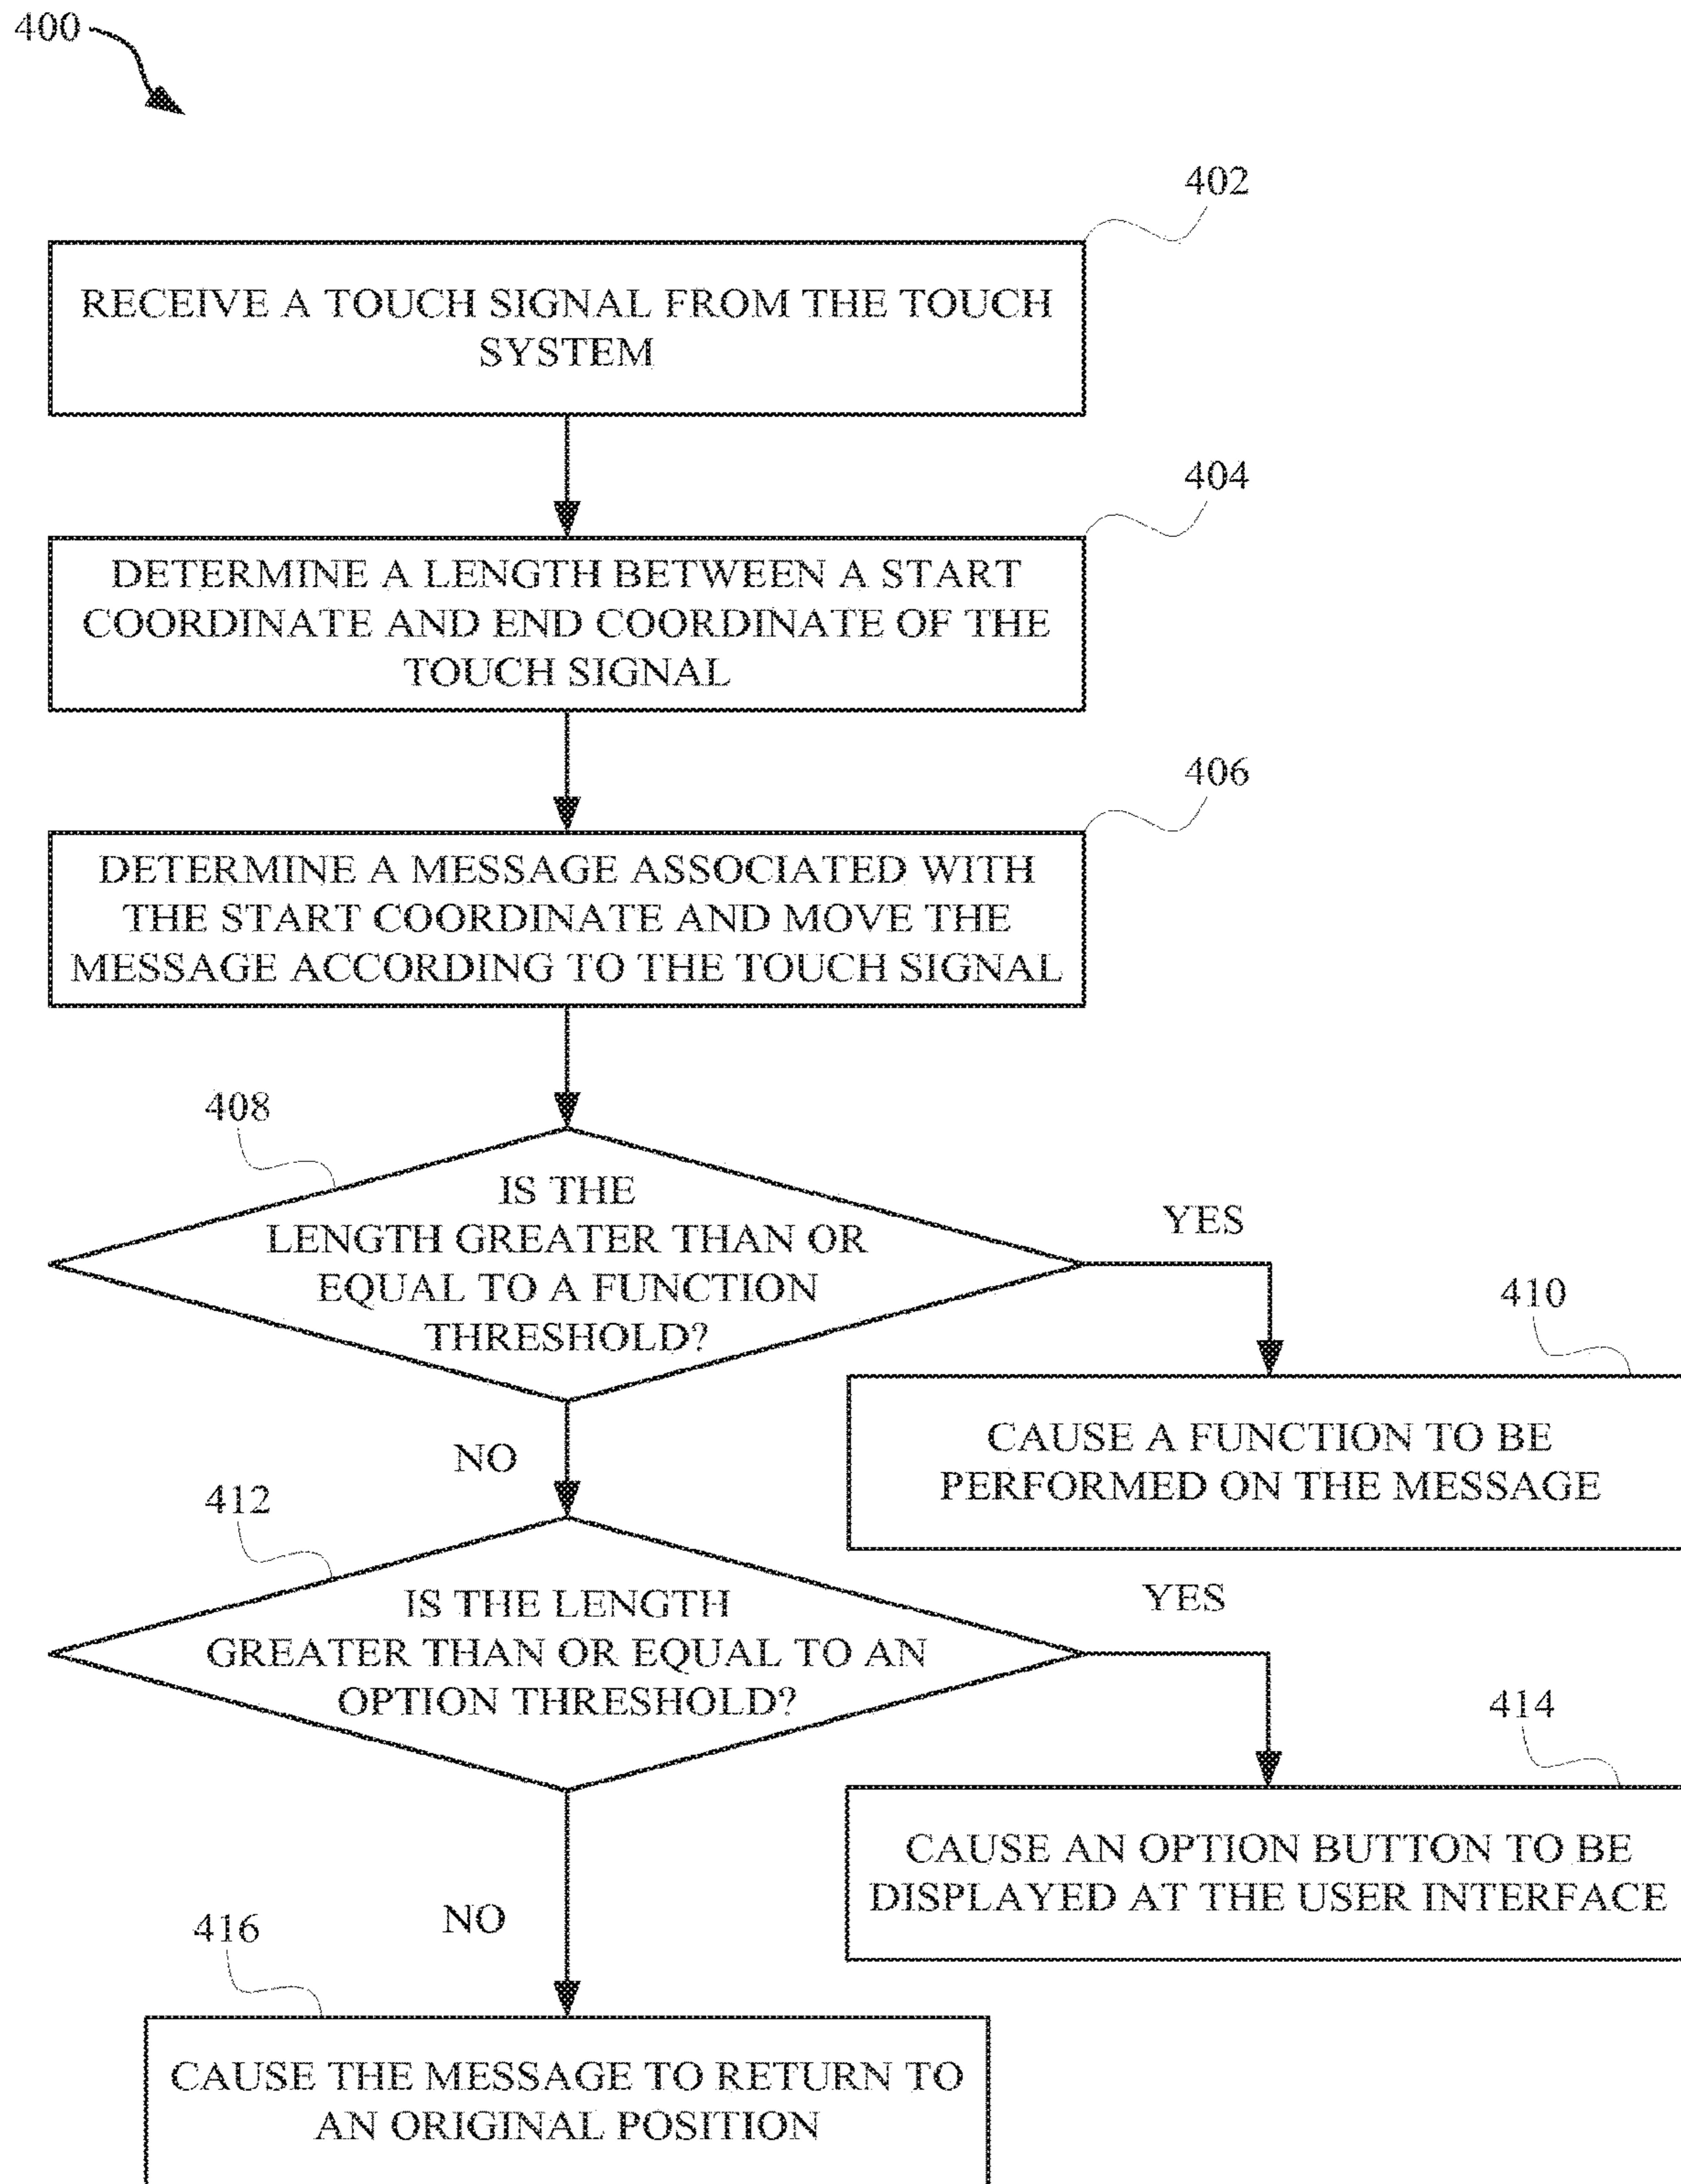 400
402
RECEIVE A TOUCH SIGNAL FROM THE TOUCH
SYSTEM
404
DETERMINE A LENGTH BETWEEN A START
COORDINATE AND END COORDINATE OF THE
TOUCH SIGNAL
406
DETERMINE A MESSAGE ASSOCIATED WITH
THE START COORDINATE AND MOVE THE
MESSAGE ACCORDING TO THE TOUCH SIGNAL
408
IS THE
LENGTH GREATER THAN OR
EQUAL TO A FUNCTION
THRESHOLD?
YES
410
CAUSE A FUNCTION TO BE
PERFORMED ON THE MESSAGE
NO
412
IS THE LENGTH
GREATER THAN OR EQUAL TO AN
OPTION THRESHOLD?
YES
414
CAUSE AN OPTION BUTTON TO BE
DISPLAYED AT THE USER INTERFACE
NO
416
CAUSE THE MESSAGE TO RETURN TO
AN ORIGINAL POSITION